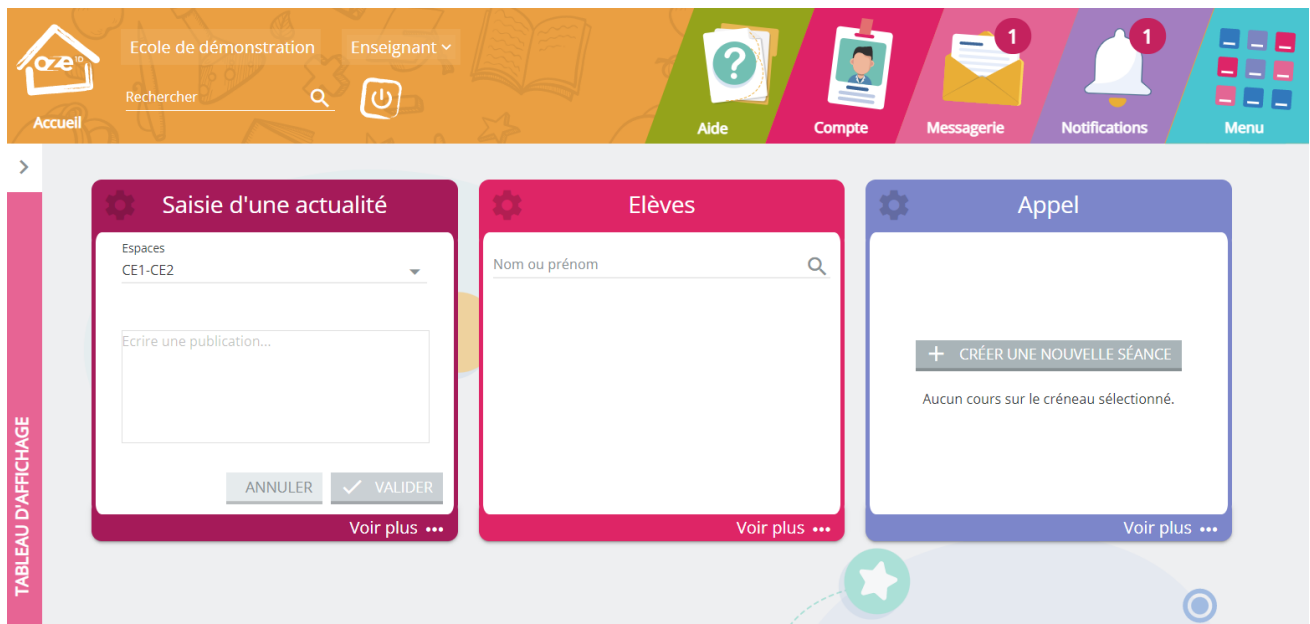 oze 1D
Accueil
Ecole de démonstration
Enseignant
Rechercher
Aide
Compte
1
Messagerie
1
Notifications
Menu
TABLEAU D'AFFICHAGE
Saisie d'une actualité
Espaces
CE1-CE2
Ecrire une publication...
ANNULER
VALIDER
Voir plus •••
Elèves
Nom ou prénom
Voir plus •••
Appel
+ CRÉER UNE NOUVELLE SÉANCE
Aucun cours sur le créneau sélectionné.
Voir plus •••